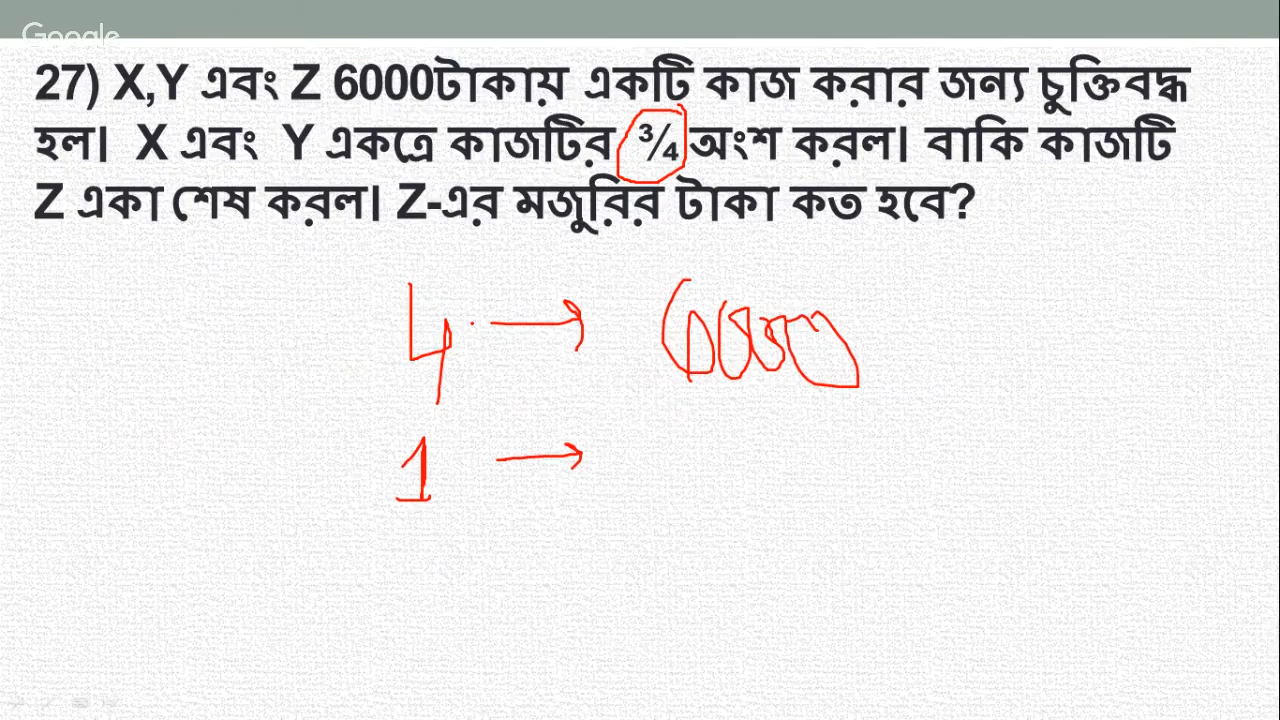 Google
27) X,Y এবং Z 6000টাকায় একটি কাজ করার জন্য চুক্তিবদ্ধ
হল। X এবং Y একত্রে কাজটির ¾ অংশ করল। বাকি কাজটি
Z একা শেষ করল। Z-এর মজুরির টাকা কত হবে?
4 → 6000
1 →